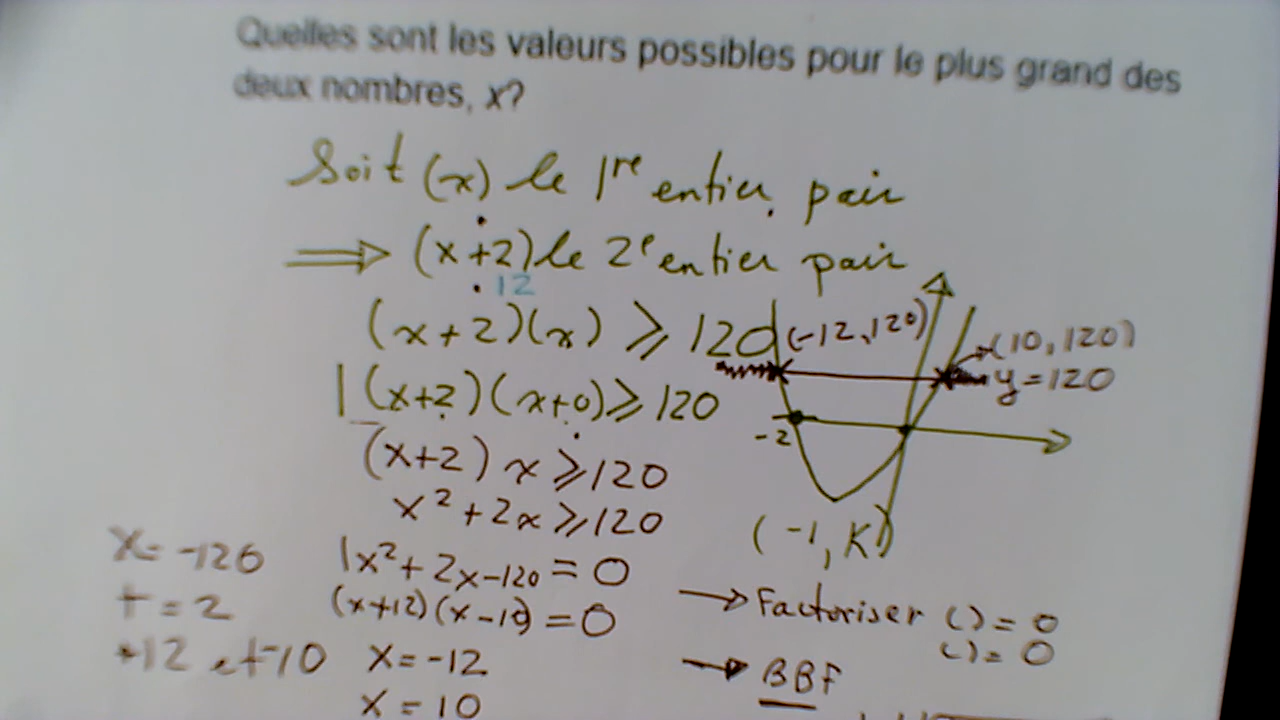 Quelles sont les valeurs possibles pour le plus grand des
deux nombres, x?
Soit (x) le 1re entier pair
⟹ (x+2) le 2e entier pair
12
(x+2)(x) ⩾ 120
(-12,120)
(10,120)
y=120
1(x+2)(x+0) ⩾ 120
-2
(x+2) x ⩾ 120
x² + 2x ⩾ 120
(-1, K)
x = -120
1x² + 2x-120 = 0
+ = 2
(x+12)(x-10) = 0
→ Factoriser ( ) = 0
( ) = 0
+12 et -10
x = -12
→ BBF
x = 10